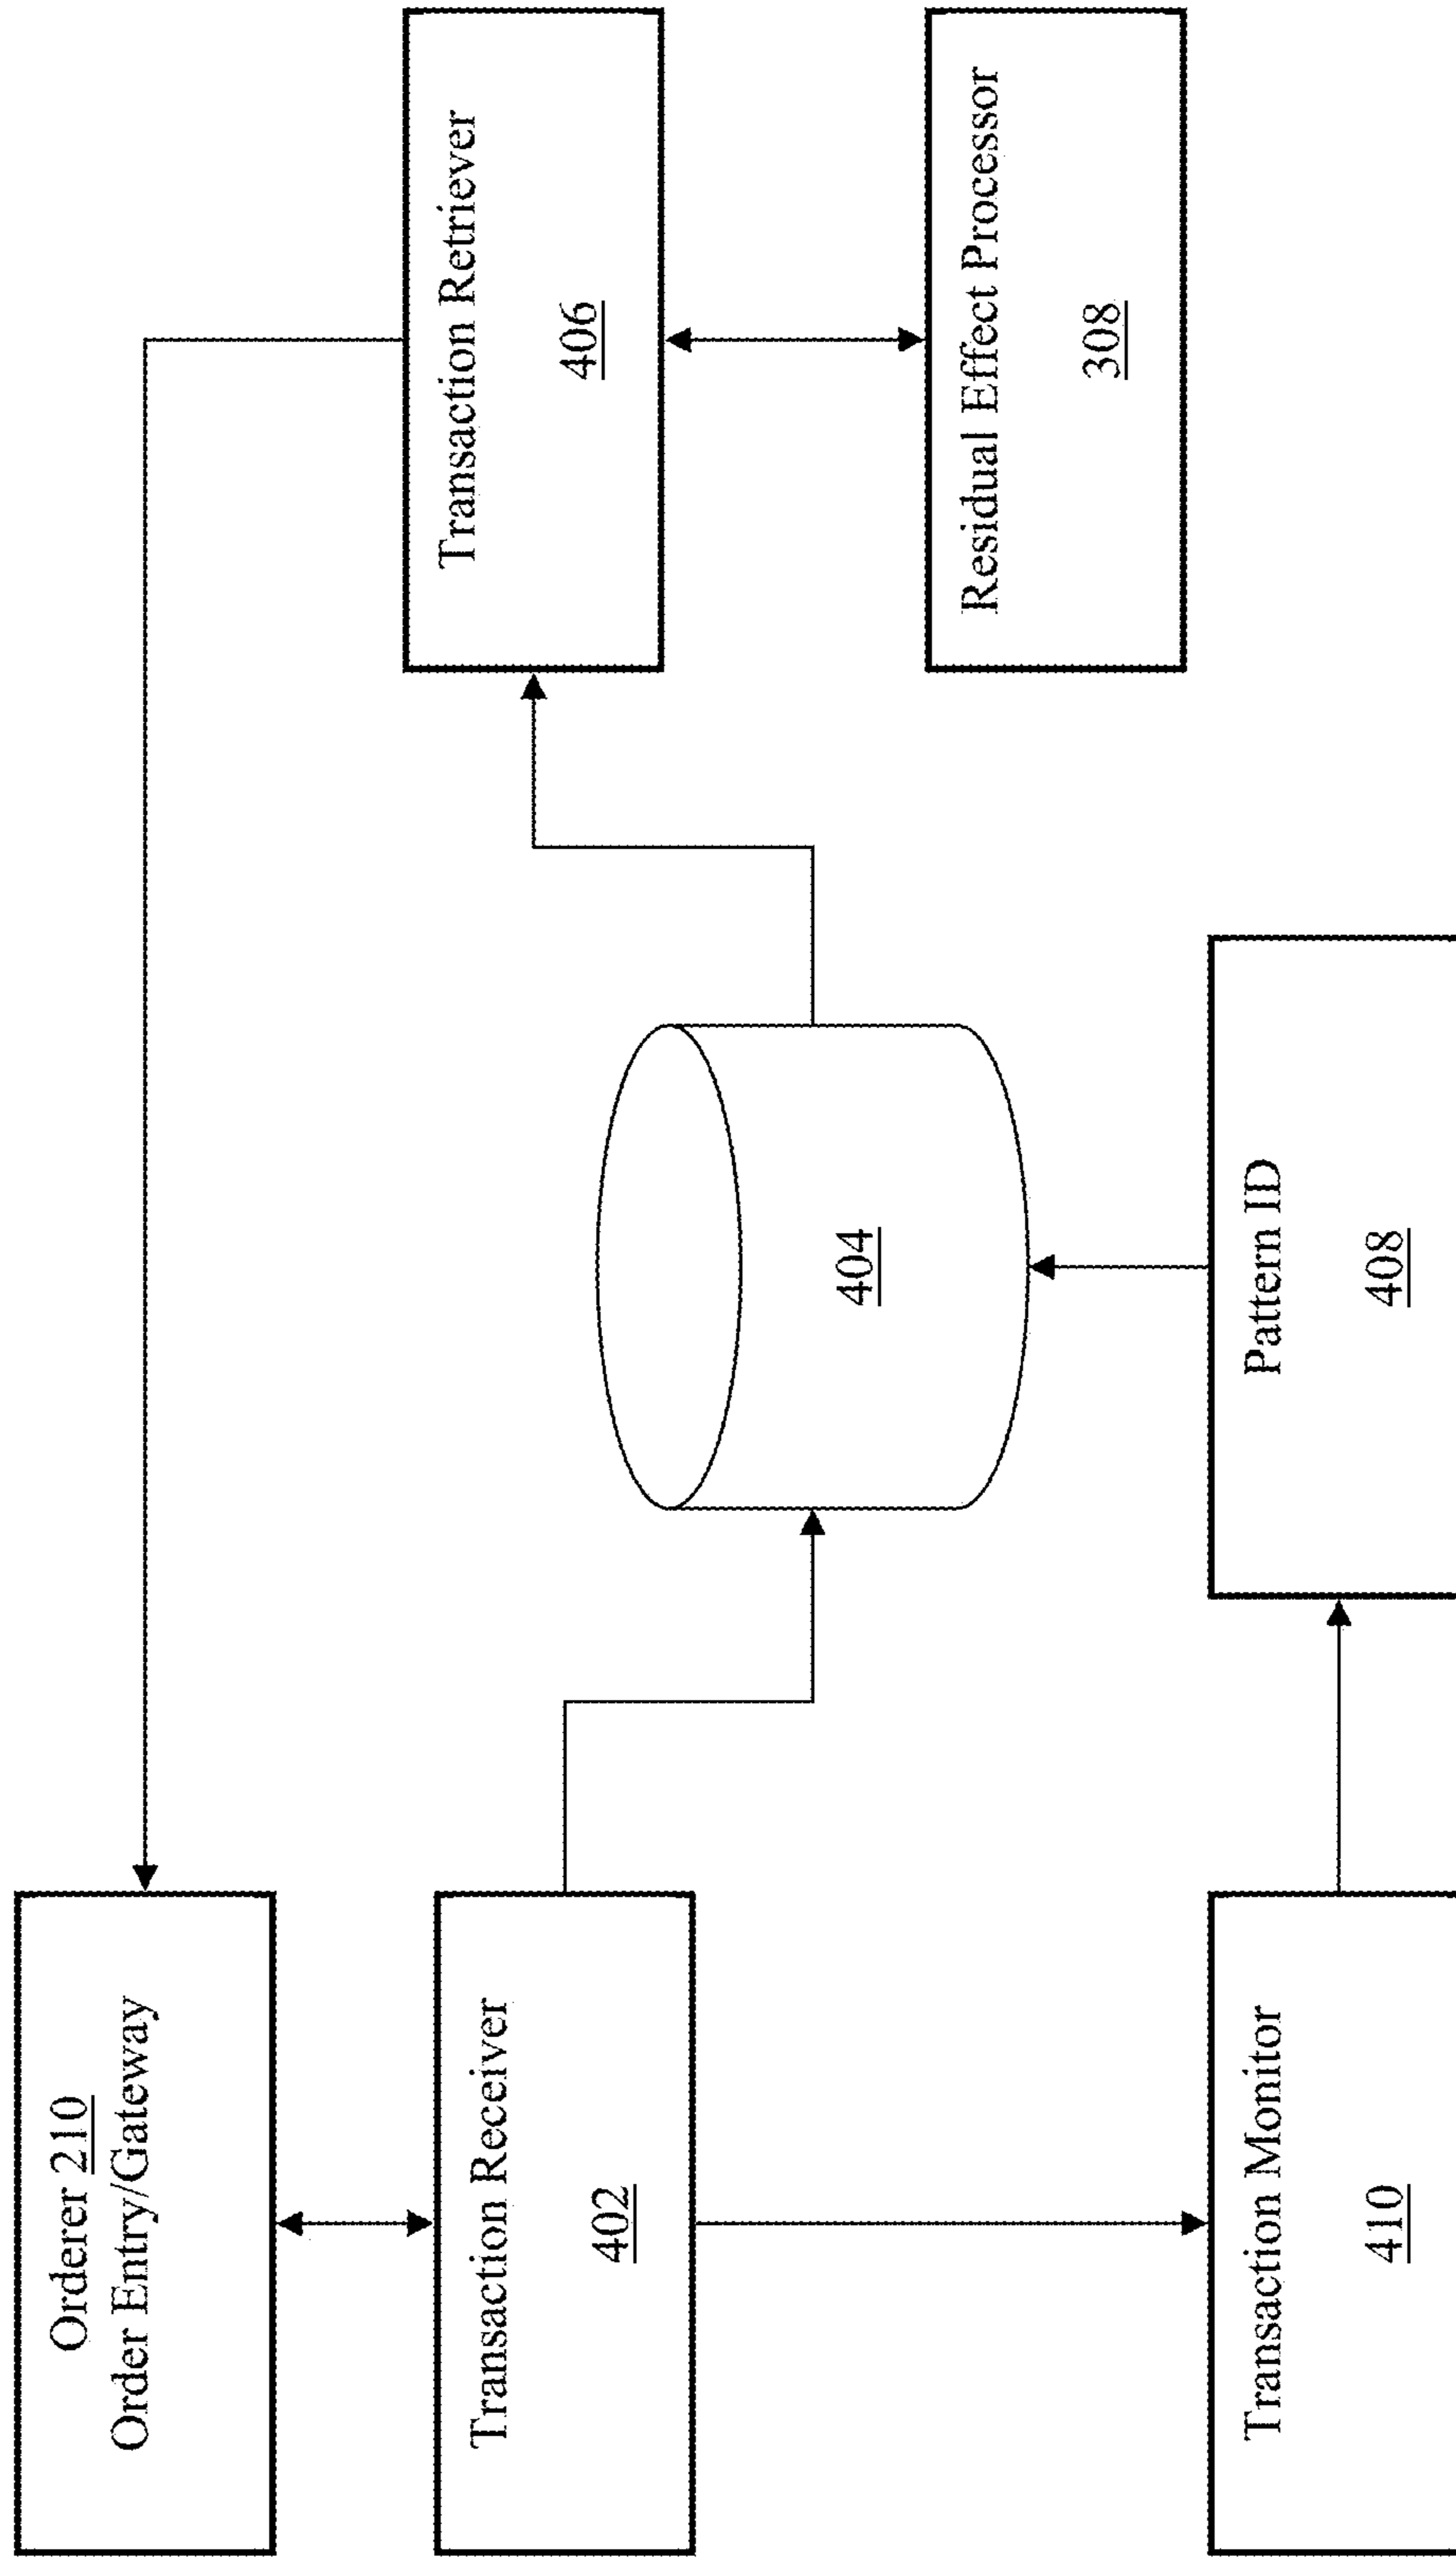 Orderer 210
Order Entry/Gateway
Transaction Receiver
402
Transaction Monitor
410
404
Pattern ID
408
Transaction Retriever
406
Residual Effect Processor
308